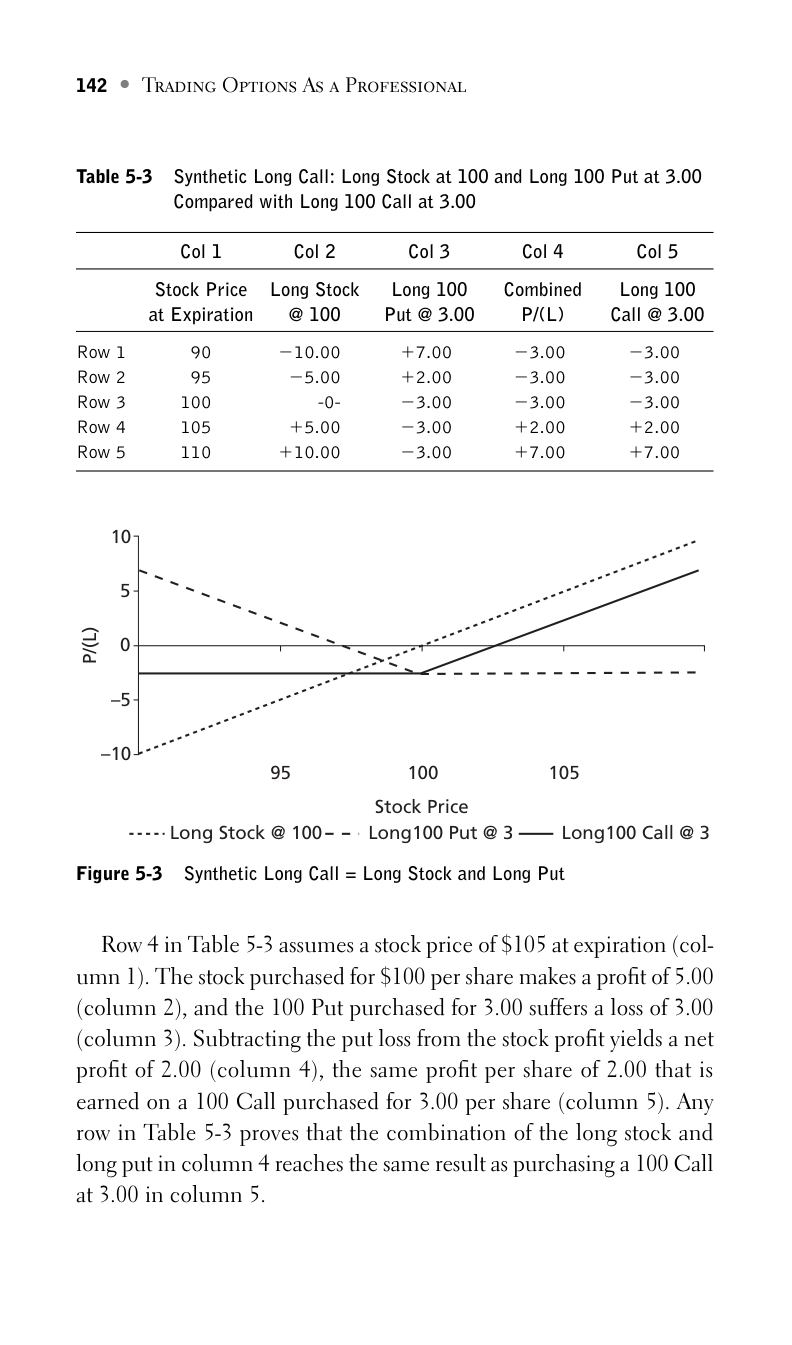 142 • TRADING OPTIONS AS A PROFESSIONAL
Table 5-3 Synthetic Long Call: Long Stock at 100 and Long 100 Put at 3.00
Compared with Long 100 Call at 3.00
Col 1 Col 2 Col 3 Col 4 Col 5
Stock Price Long Stock Long 100 Combined Long 100
at Expiration @ 100 Put @ 3.00 P/(L) Call @ 3.00
Row 1 90 −10.00 +7.00 −3.00 −3.00
Row 2 95 −5.00 +2.00 −3.00 −3.00
Row 3 100 -0- −3.00 −3.00 −3.00
Row 4 105 +5.00 −3.00 +2.00 +2.00
Row 5 110 +10.00 −3.00 +7.00 +7.00
10
5
0
−5
−10
P/(L)
95 100 105
Stock Price
Long Stock @ 100 Long100 Put @ 3 Long100 Call @ 3
Figure 5-3 Synthetic Long Call = Long Stock and Long Put
Row 4 in Table 5-3 assumes a stock price of $105 at expiration (col-
umn 1). The stock purchased for $100 per share makes a profit of 5.00
(column 2), and the 100 Put purchased for 3.00 suffers a loss of 3.00
(column 3). Subtracting the put loss from the stock profit yields a net
profit of 2.00 (column 4), the same profit per share of 2.00 that is
earned on a 100 Call purchased for 3.00 per share (column 5). Any
row in Table 5-3 proves that the combination of the long stock and
long put in column 4 reaches the same result as purchasing a 100 Call
at 3.00 in column 5.